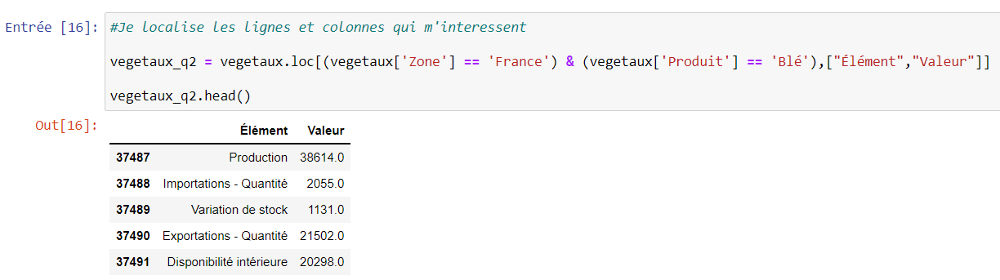 Entrée [16]: #Je localise les lignes et colonnes qui m'interessent
vegetaux_q2 = vegetaux.loc[(vegetaux['Zone'] == 'France') & (vegetaux['Produit'] == 'Blé'),["Élément","Valeur"]]
vegetaux_q2.head()
Out[16]:
Élément Valeur
37487 Production 38614.0
37488 Importations - Quantité 2055.0
37489 Variation de stock 1131.0
37490 Exportations - Quantité 21502.0
37491 Disponibilité intérieure 20298.0